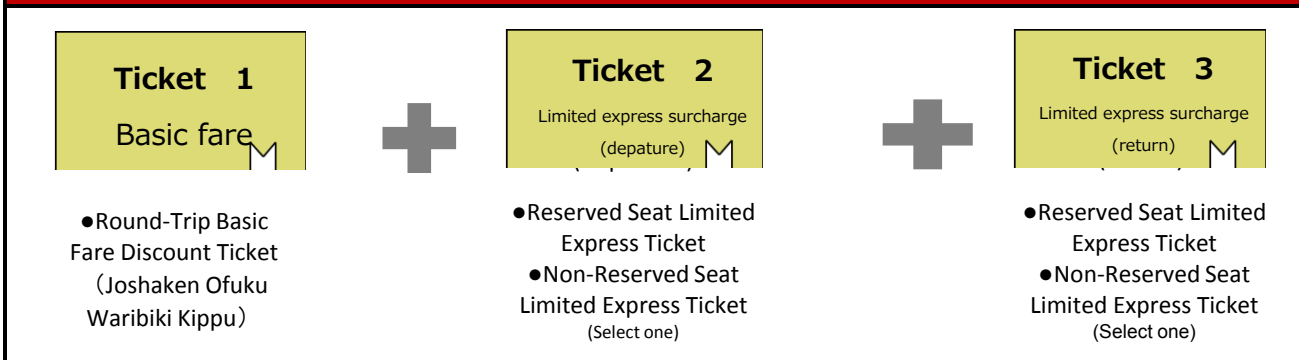 Ticket 1
Basic fare
●Round-Trip Basic
Fare Discount Ticket
（Joshaken Ofuku
Waribiki Kippu）
Ticket 2
Limited express surcharge
(depature)
●Reserved Seat Limited
Express Ticket
●Non-Reserved Seat
Limited Express Ticket
(Select one)
Ticket 3
Limited express surcharge
(return)
●Reserved Seat Limited
Express Ticket
●Non-Reserved Seat
Limited Express Ticket
(Select one)